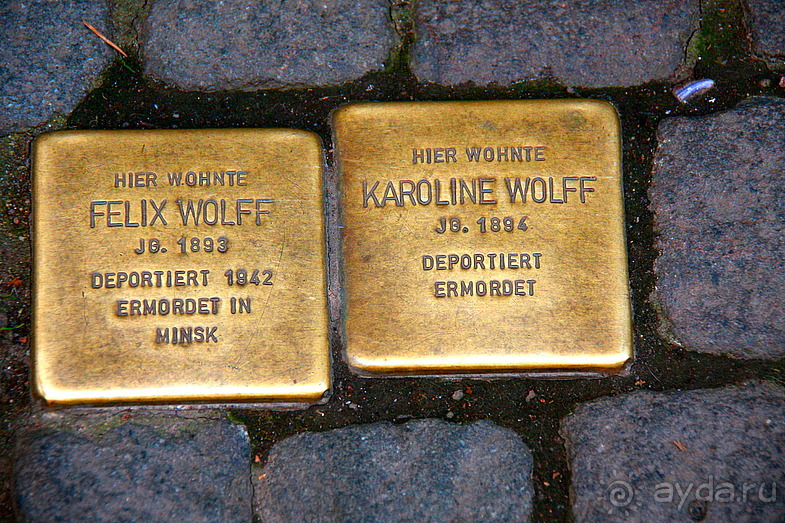 HIER WOHNTE
FELIX WOLFF
JG. 1893
DEPORTIERT 1942
ERMORDET IN
MINSK
HIER WOHNTE
KAROLINE WOLFF
JG. 1894
DEPORTIERT
ERMORDET
ayda.ru